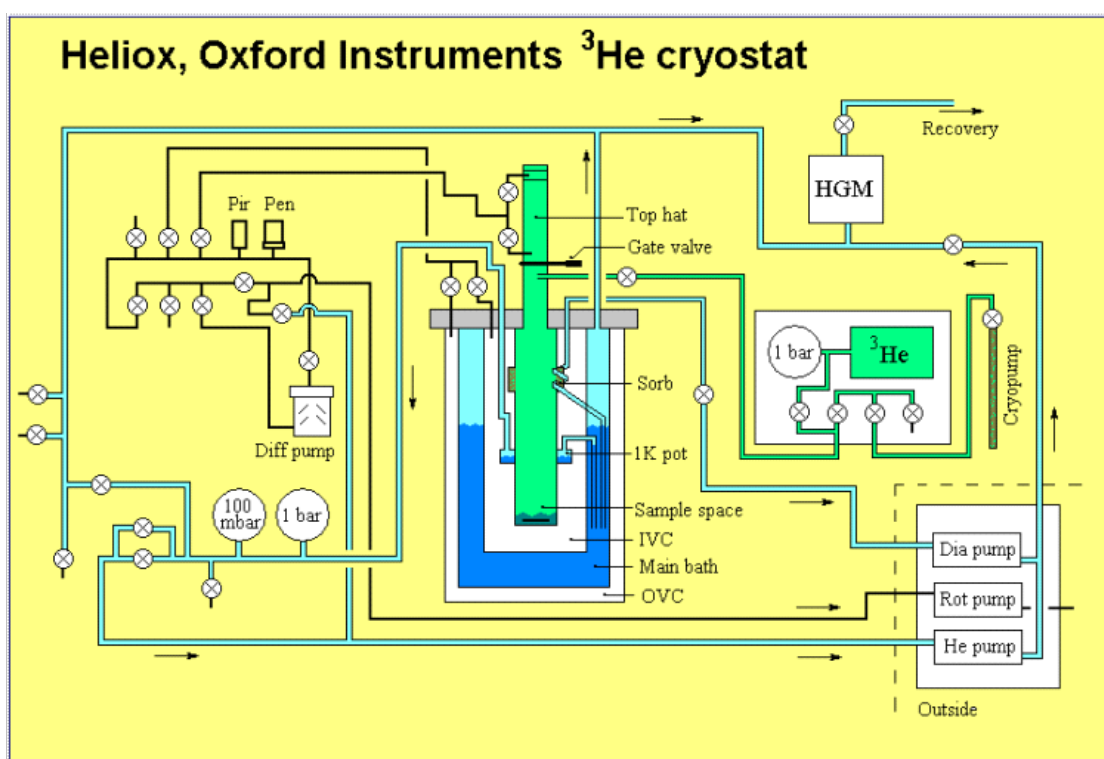 Heliox, Oxford Instruments ³He cryostat
Recovery
HGM
Pir Pen
Top hat
Gate valve
1 bar
³He
Cryopump
Sorb
Diff pump
1K pot
100
mbar
1 bar
Sample space
IVC
Main bath
OVC
Dia pump
Rot pump
He pump
Outside